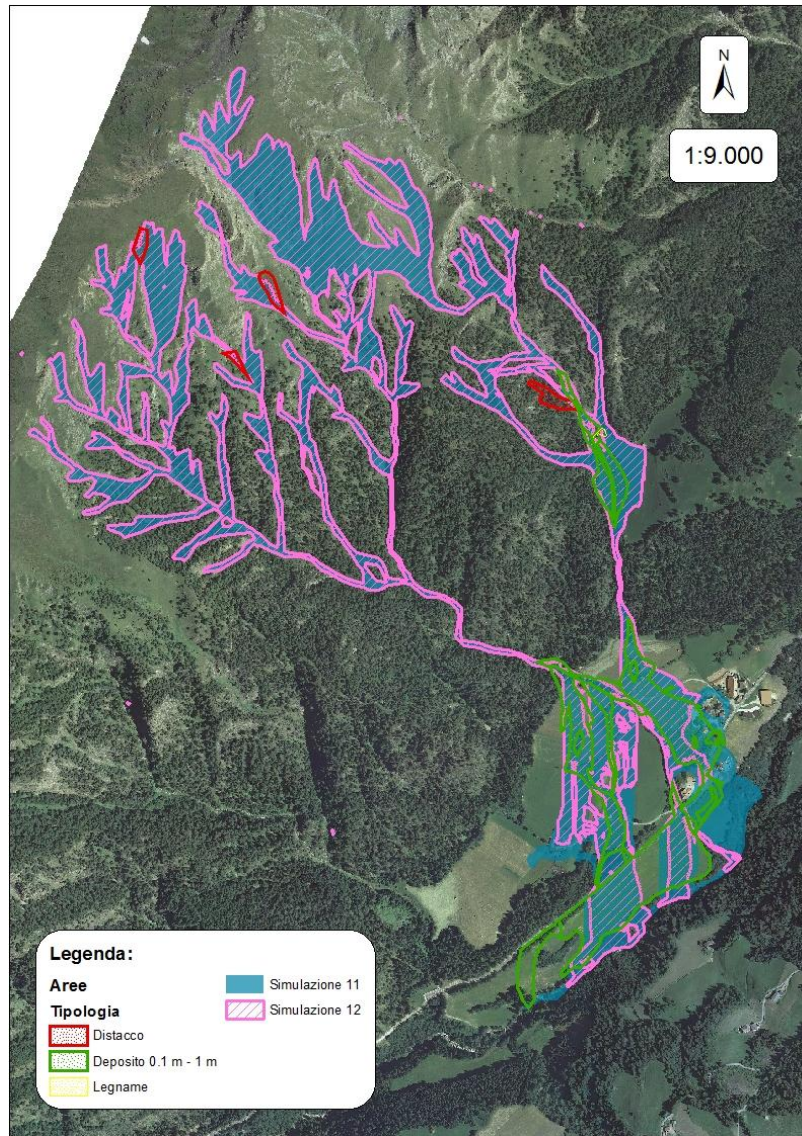 N
1:9.000
Legenda:
Aree
Tipologia
Distacco
Deposito 0.1 m - 1 m
Legname
Simulazione 11
Simulazione 12